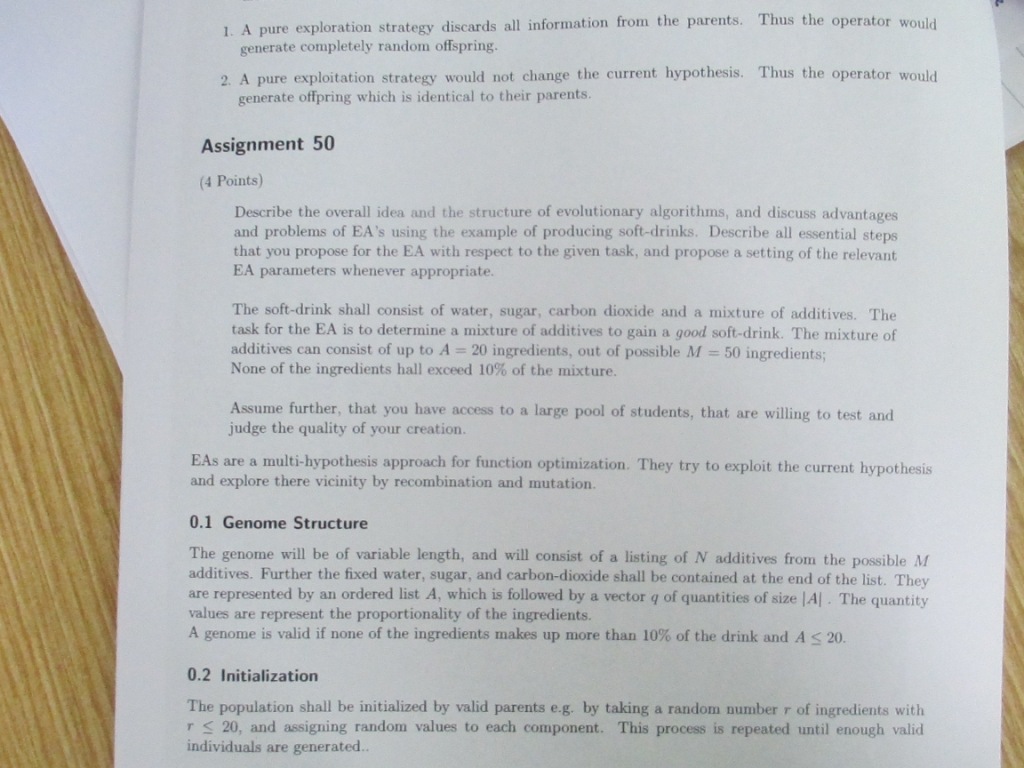 1. A pure exploration strategy discards all information from the parents. Thus the operator would
generate completely random offspring.
2. A pure exploitation strategy would not change the current hypothesis. Thus the operator would
generate offpring which is identical to their parents.
Assignment 50
(4 Points)
Describe the overall idea and the structure of evolutionary algorithms, and discuss advantages
and problems of EA's using the example of producing soft-drinks. Describe all essential steps
that you propose for the EA with respect to the given task, and propose a setting of the relevant
EA parameters whenever appropriate.
The soft-drink shall consist of water, sugar, carbon dioxide and a mixture of additives. The
task for the EA is to determine a mixture of additives to gain a good soft-drink. The mixture of
additives can consist of up to A = 20 ingredients, out of possible M = 50 ingredients;
None of the ingredients hall exceed 10% of the mixture.
Assume further, that you have access to a large pool of students, that are willing to test and
judge the quality of your creation.
EAs are a multi-hypothesis approach for function optimization. They try to exploit the current hypothesis
and explore there vicinity by recombination and mutation.
0.1 Genome Structure
The genome will be of variable length, and will consist of a listing of N additives from the possible M
additives. Further the fixed water, sugar, and carbon-dioxide shall be contained at the end of the list. They
are represented by an ordered list A, which is followed by a vector q of quantities of size |A| . The quantity
values are represent the proportionality of the ingredients.
A genome is valid if none of the ingredients makes up more than 10% of the drink and A ≤ 20.
0.2 Initialization
The population shall be initialized by valid parents e.g. by taking a random number r of ingredients with
r ≤ 20, and assigning random values to each component. This process is repeated until enough valid
individuals are generated..